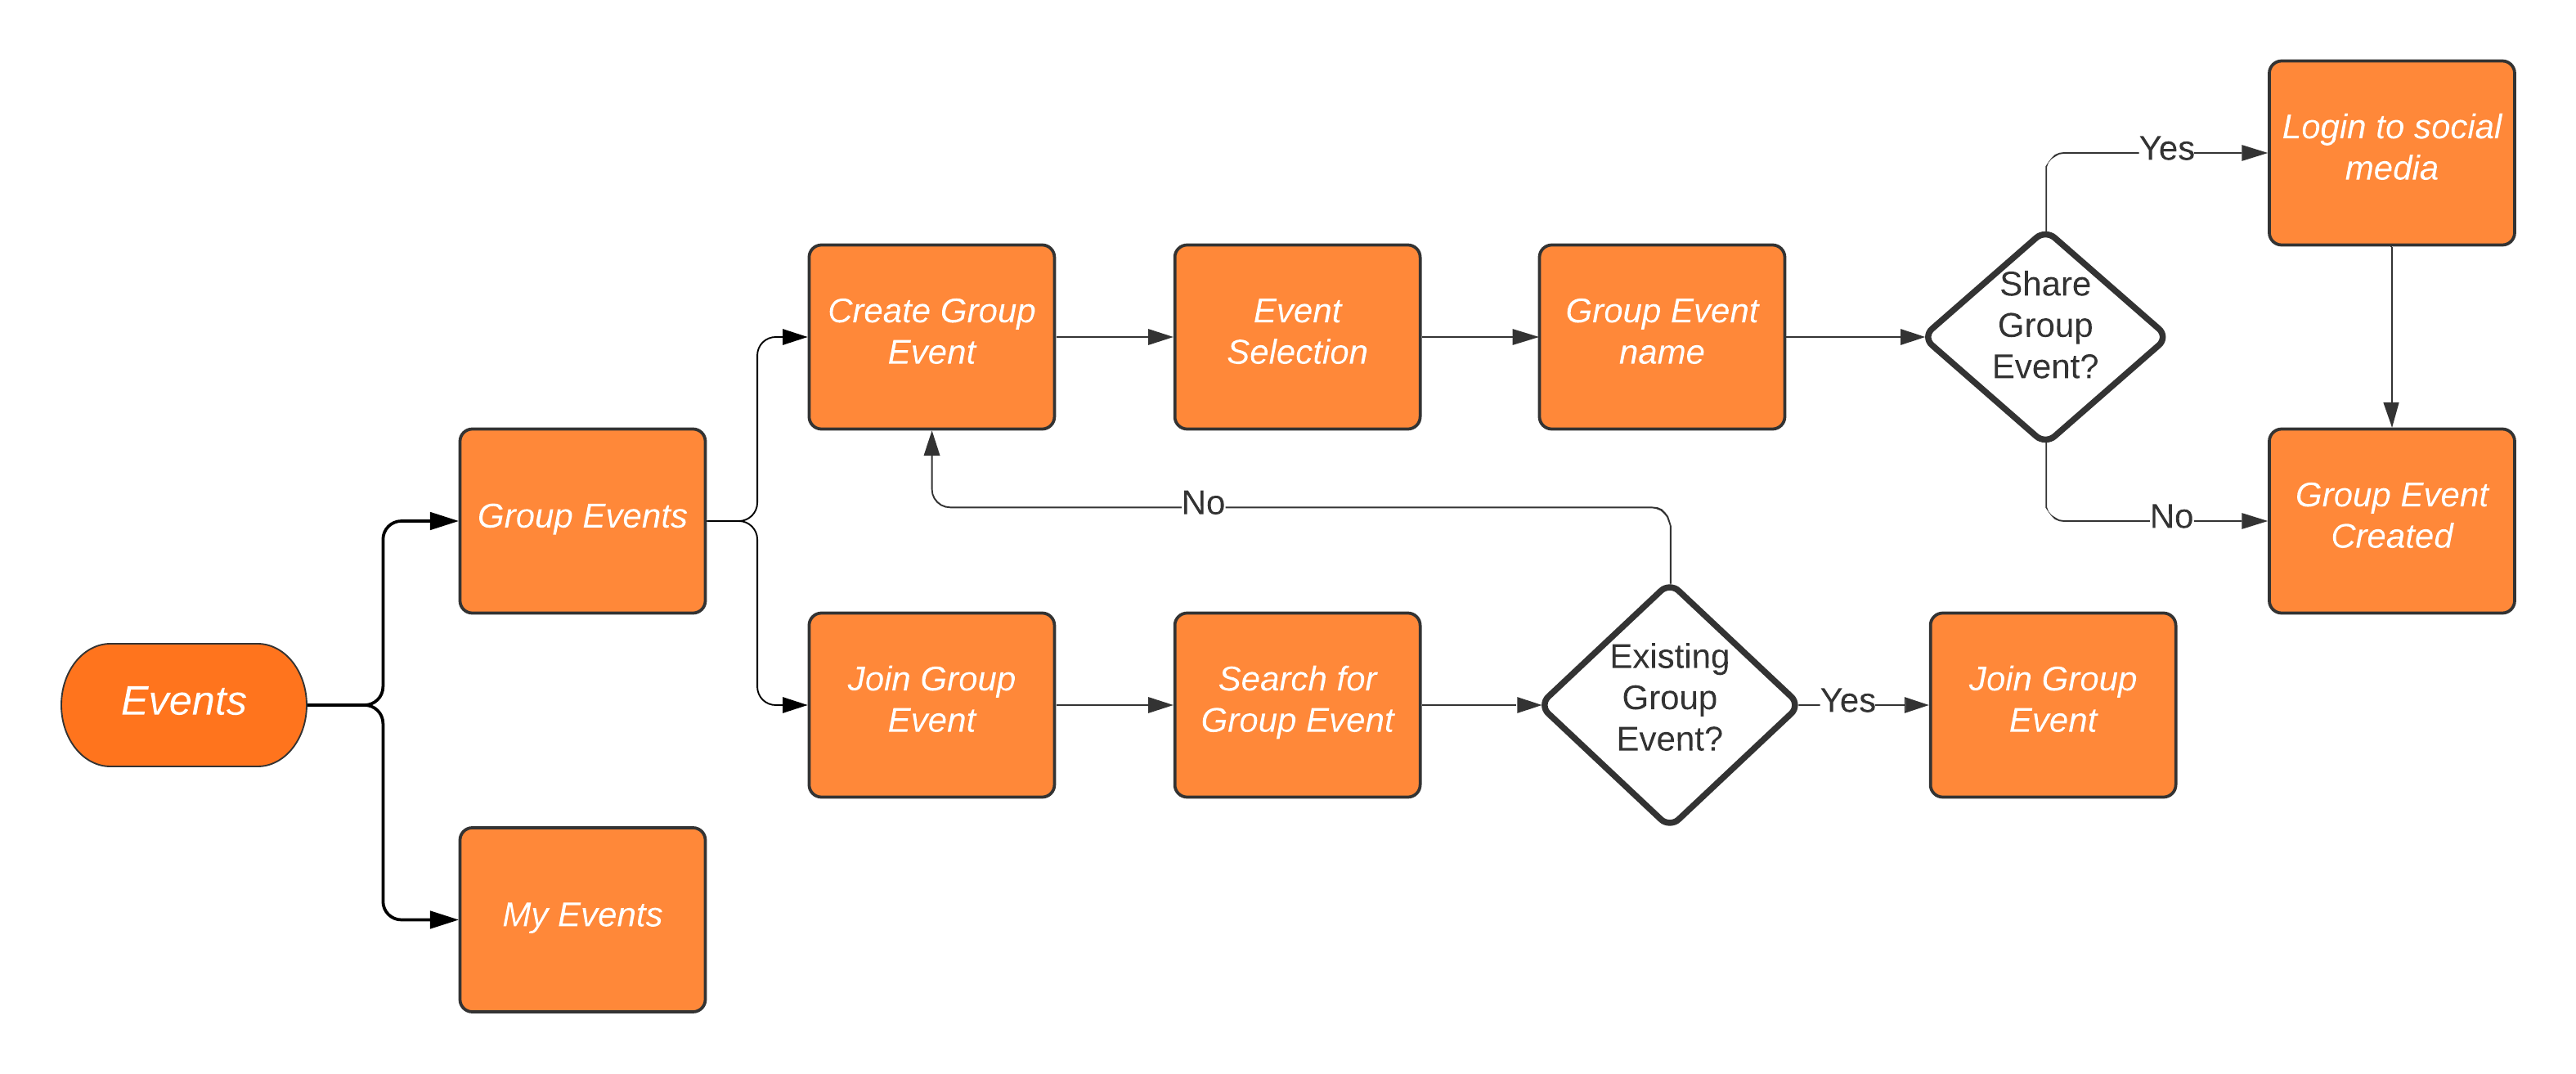 Events
Group Events
My Events
Create Group
Event
Event
Selection
Group Event
name
Share
Group
Event?
Yes
Login to social
media
No
Group Event
Created
Join Group
Event
Search for
Group Event
Existing
Group
Event?
No
Yes
Join Group
Event